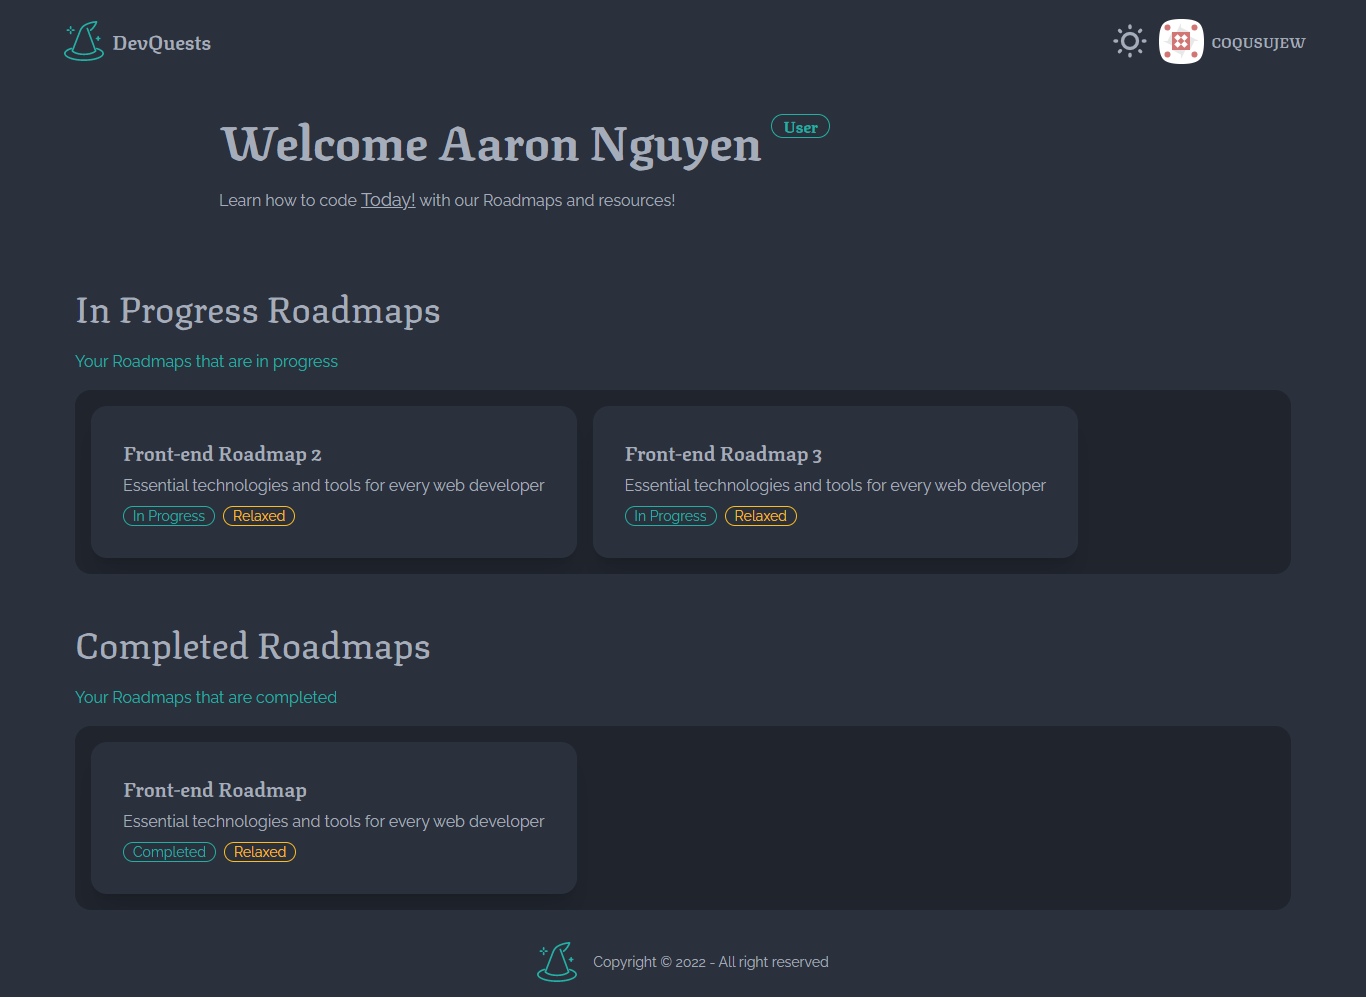 DevQuests
COQUSUJEW
Welcome Aaron Nguyen User
Learn how to code Today! with our Roadmaps and resources!
In Progress Roadmaps
Your Roadmaps that are in progress
Front-end Roadmap 2
Essential technologies and tools for every web developer
In Progress Relaxed
Front-end Roadmap 3
Essential technologies and tools for every web developer
In Progress Relaxed
Completed Roadmaps
Your Roadmaps that are completed
Front-end Roadmap
Essential technologies and tools for every web developer
Completed Relaxed
Copyright © 2022 - All right reserved